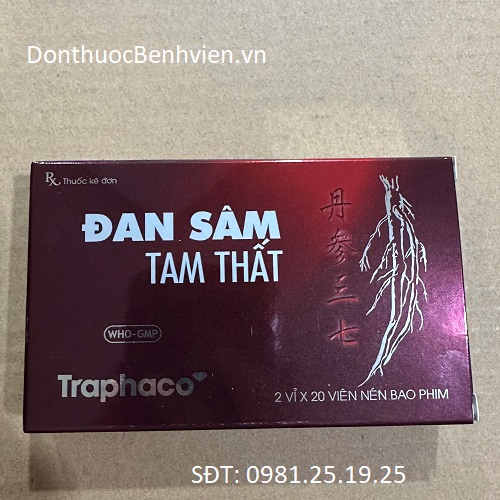 DonthuocBenhvien.vn
Rx Thuốc kê đơn
ĐAN SÂM
TAM THẤT
丹参三七
WHO-GMP
Traphaco
2 VỈ X 20 VIÊN NÉN BAO PHIM
SĐT: 0981.25.19.25